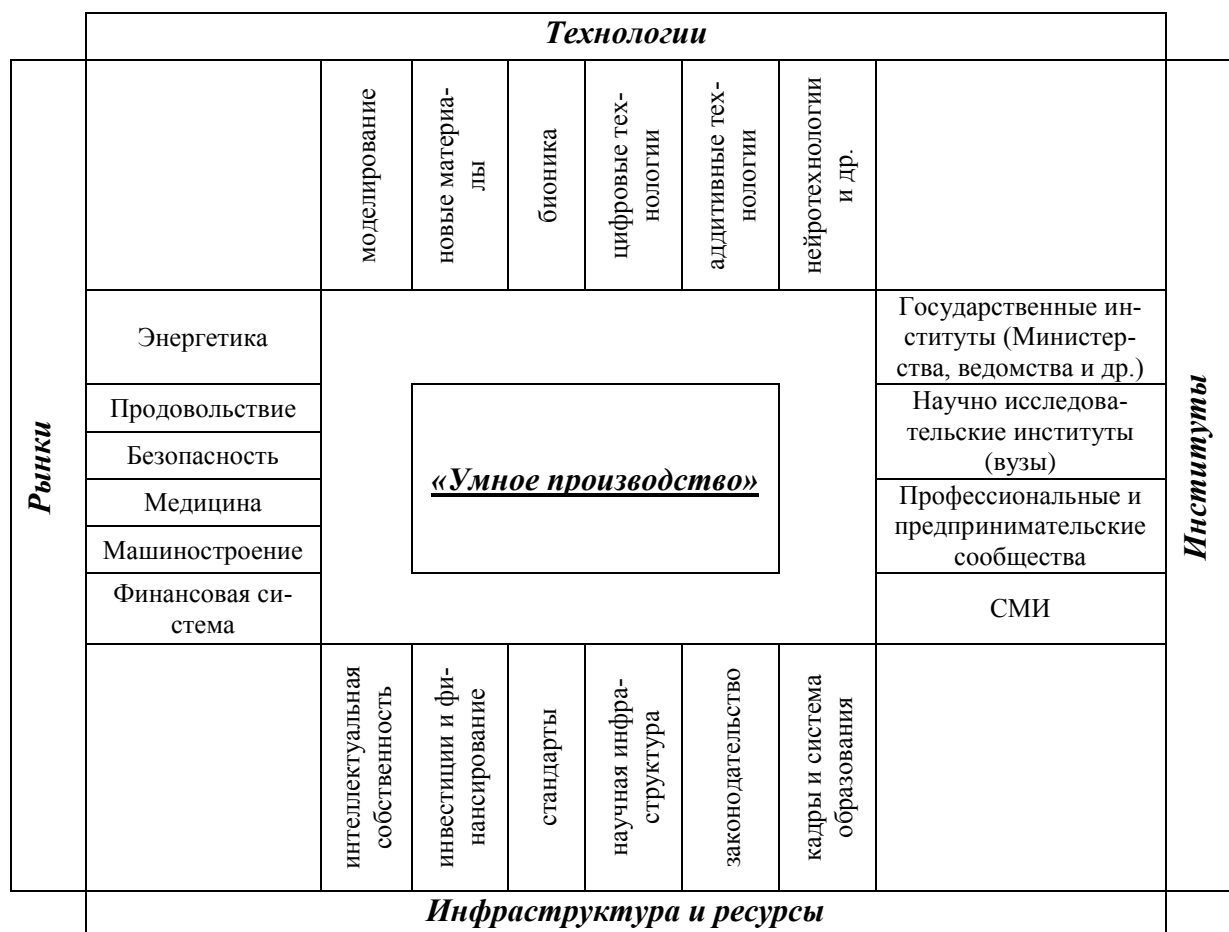 Технологии
Рынки
моделирование
новые материа-
лы
бионика
цифровые тех-
нологии
аддитивные тех-
нологии
нейротехнологии
и др.
Институты
Энергетика
Продовольствие
Безопасность
Медицина
Машиностроение
Финансовая си-
стема
«Умное производство»
Государственные ин-
ституты (Министер-
ства, ведомства и др.)
Научно исследова-
тельские институты
(вузы)
Профессиональные и
предпринимательские
сообщества
СМИ
интеллектуальная
собственность
инвестиции и фи-
нансирование
стандарты
научная инфра-
структура
законодательство
кадры и система
образования
Инфраструктура и ресурсы